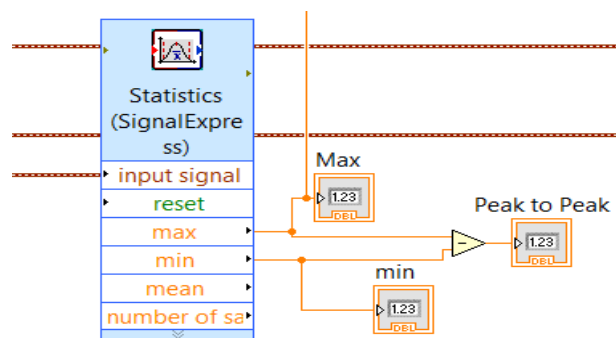 Statistics
(SignalExpre
ss)
input signal
reset
max
min
mean
number of sa
Max
1.23
DBL
Peak to Peak
1.23
DBL
min
1.23
DBL